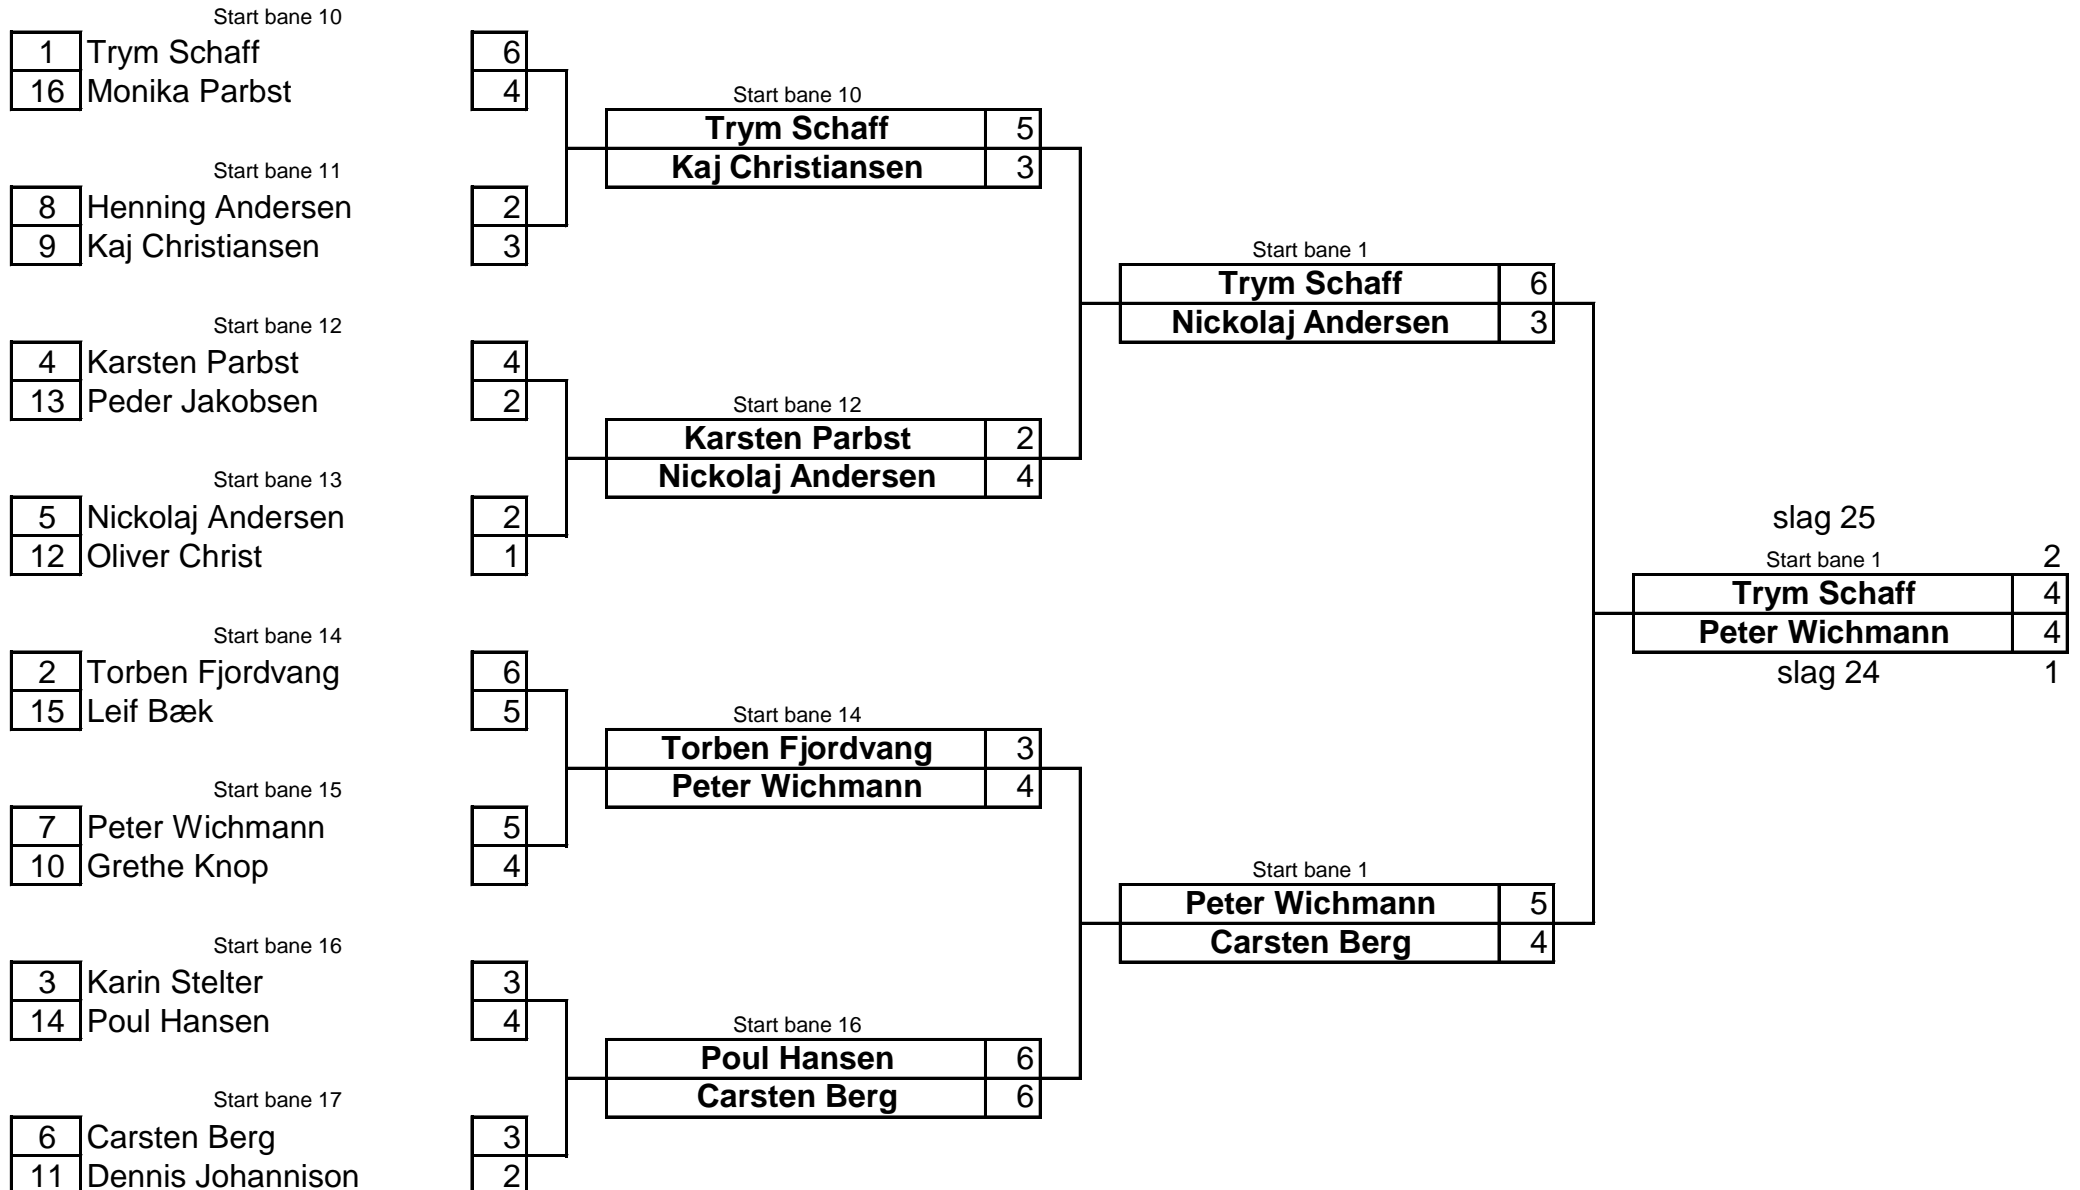 Start bane 10
1 Trym Schaff 6
16 Monika Parbst 4
Start bane 11
8 Henning Andersen 2
9 Kaj Christiansen 3
Start bane 12
4 Karsten Parbst 4
13 Peder Jakobsen 2
Start bane 13
5 Nickolaj Andersen 2
12 Oliver Christ 1
Start bane 14
2 Torben Fjordvang 6
15 Leif Bæk 5
Start bane 15
7 Peter Wichmann 5
10 Grethe Knop 4
Start bane 16
3 Karin Stelter 3
14 Poul Hansen 4
Start bane 17
6 Carsten Berg 3
11 Dennis Johannison 2
Start bane 10
Trym Schaff 5
Kaj Christiansen 3
Start bane 12
Karsten Parbst 2
Nickolaj Andersen 4
Start bane 14
Torben Fjordvang 3
Peter Wichmann 4
Start bane 16
Poul Hansen 6
Carsten Berg 6
Start bane 1
Trym Schaff 6
Nickolaj Andersen 3
Start bane 1
Peter Wichmann 5
Carsten Berg 4
slag 25
Start bane 1 2
Trym Schaff 4
Peter Wichmann 4
slag 24 1